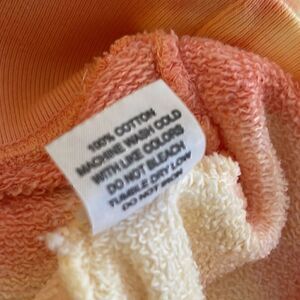 100% COTTON
MACHINE WASH COLD
WITH LIKE COLORS
DO NOT BLEACH
TUMBLE DRY LOW
DO NOT IRON